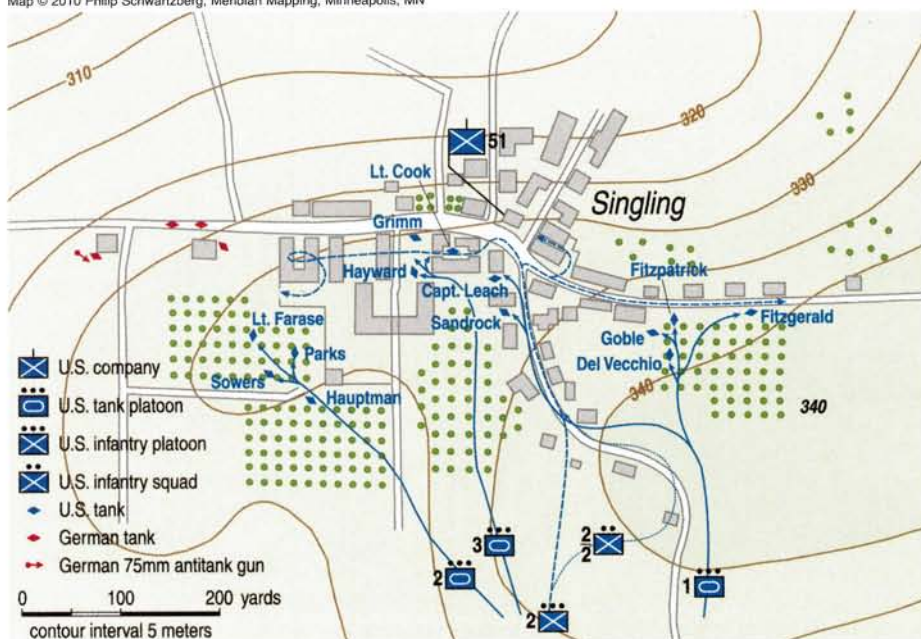 Map © 2010 Philip Schwartzberg, Meridian Mapping, Minneapolis, MN
310
320
330
340
340
51
Singling
Lt. Cook
Grimm
Hayward
Capt. Leach
Sandrock
Fitzpatrick
Goble
Fitzgerald
Del Vecchio
Lt. Farase
Parks
Sowers
Hauptman
3
2
2
2
2
1
U.S. company
U.S. tank platoon
U.S. infantry platoon
U.S. infantry squad
U.S. tank
German tank
German 75mm antitank gun
0 100 200 yards
contour interval 5 meters